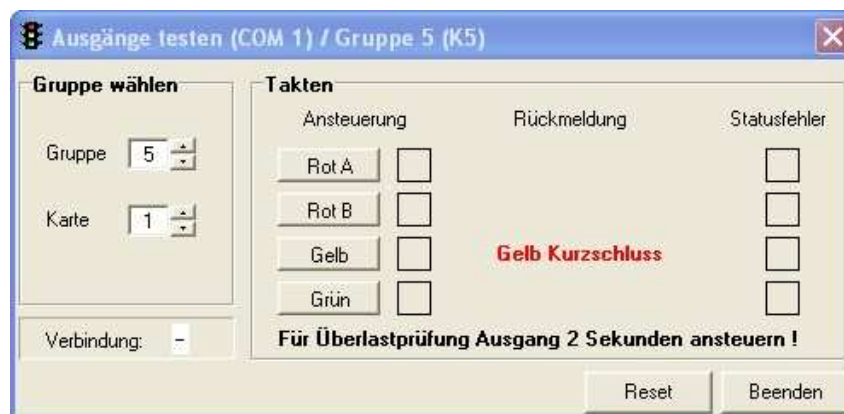 Ausgänge testen (COM 1) / Gruppe 5 (K5)
Gruppe wählen
Gruppe 5
Karte 1
Verbindung: -
Takten
Ansteuerung Rückmeldung Statusfehler
Rot A
Rot B
Gelb Gelb Kurzschluss
Grün
Für Überlastprüfung Ausgang 2 Sekunden ansteuern !
Reset Beenden